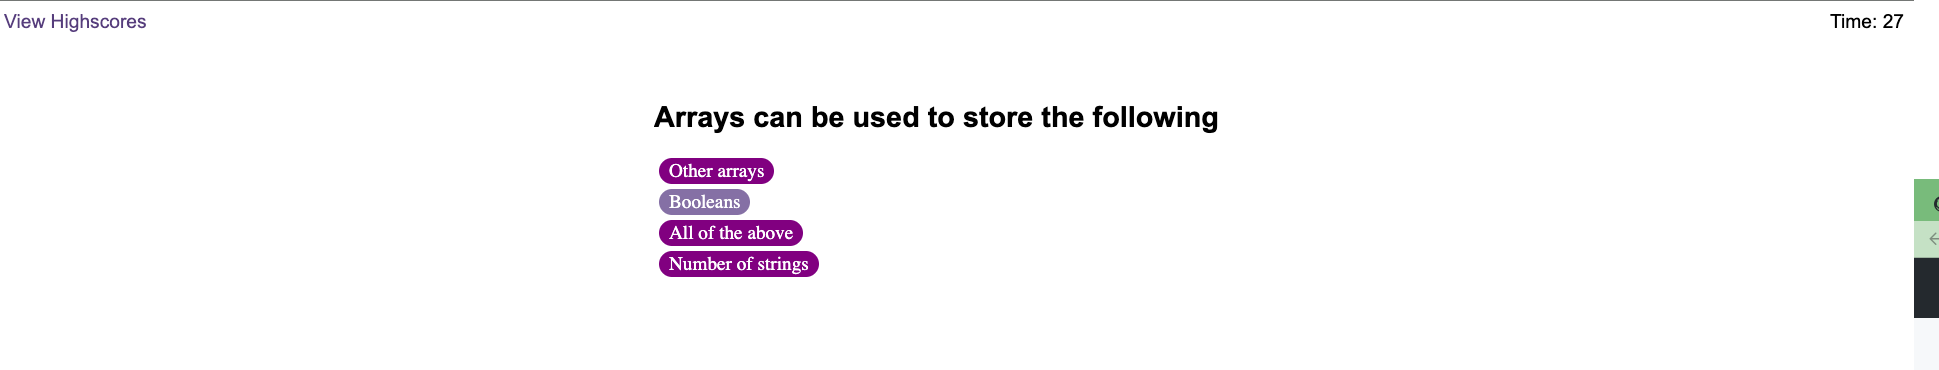 View Highscores
Time: 27
Arrays can be used to store the following
Other arrays
Booleans
All of the above
Number of strings